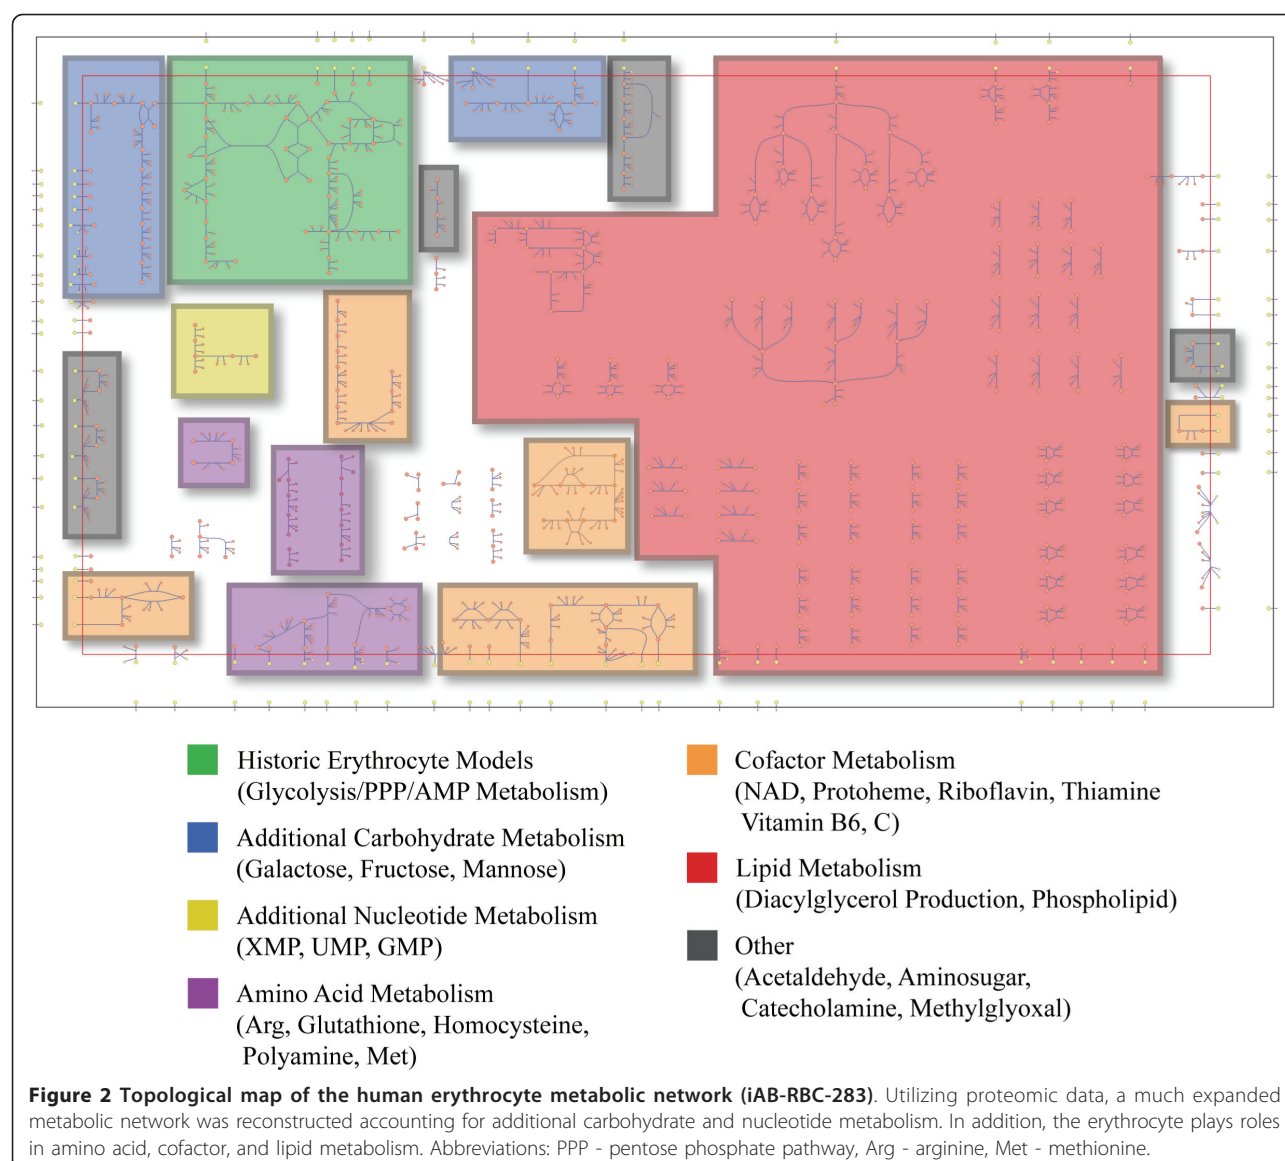 Historic Erythrocyte Models
(Glycolysis/PPP/AMP Metabolism)
Additional Carbohydrate Metabolism
(Galactose, Fructose, Mannose)
Additional Nucleotide Metabolism
(XMP, UMP, GMP)
Amino Acid Metabolism
(Arg, Glutathione, Homocysteine,
Polyamine, Met)
Cofactor Metabolism
(NAD, Protoheme, Riboflavin, Thiamine
Vitamin B6, C)
Lipid Metabolism
(Diacylglycerol Production, Phospholipid)
Other
(Acetaldehyde, Aminosugar,
Catecholamine, Methylglyoxal)
Figure 2 Topological map of the human erythrocyte metabolic network (iAB-RBC-283). Utilizing proteomic data, a much expanded
metabolic network was reconstructed accounting for additional carbohydrate and nucleotide metabolism. In addition, the erythrocyte plays roles
in amino acid, cofactor, and lipid metabolism. Abbreviations: PPP - pentose phosphate pathway, Arg - arginine, Met - methionine.